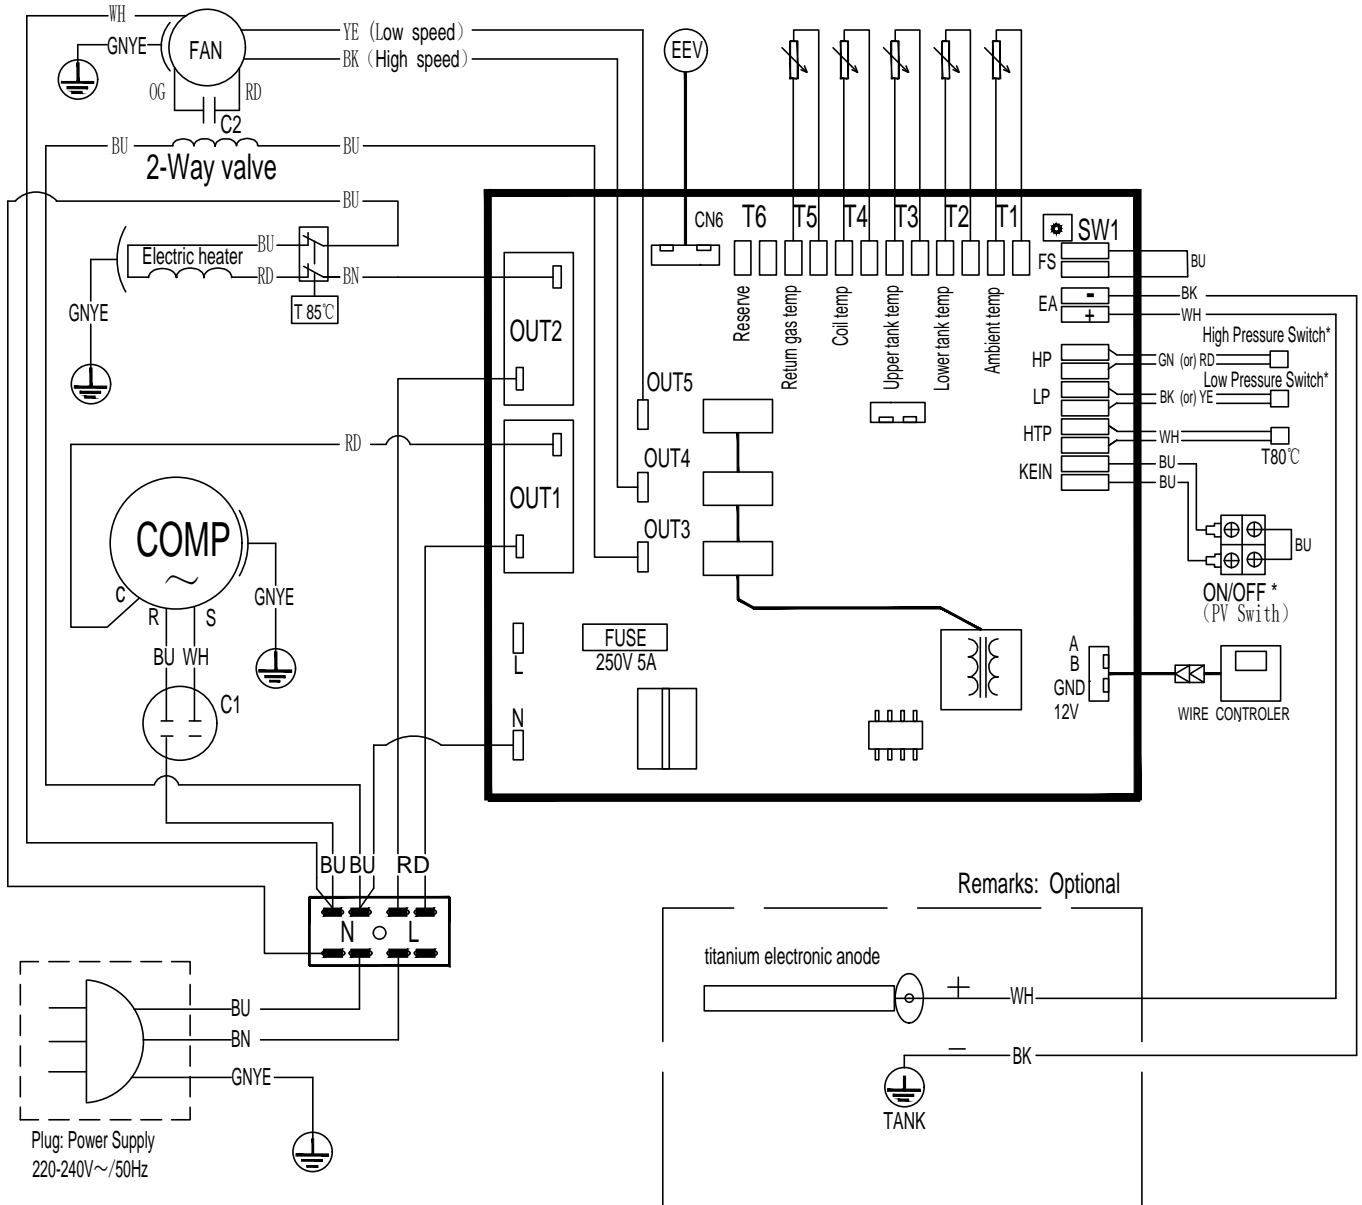 WH
GNYE
FAN
YE (Low speed)
BK (High speed)
OG
RD
C2
EEV
BU
BU
2-Way valve
BU
BU
Electric heater
RD
BN
GNYE
T 85℃
CN6
T6
T5
T4
T3
T2
T1
SW1
Reserve
Return gas temp
Coil temp
Upper tank temp
Lower tank temp
Ambient temp
FS
BU
EA
-
+
BK
WH
High Pressure Switch*
HP
GN (or) RD
Low Pressure Switch*
LP
BK (or) YE
HTP
WH
T80℃
KEIN
BU
BU
BU
ON/OFF *
(PV Swith)
OUT2
OUT5
OUT4
OUT1
OUT3
RD
COMP
~
C
R
S
GNYE
BU
WH
C1
L
FUSE
250V 5A
N
A
B
GND
12V
WIRE CONTROLER
BU
BU
RD
N
L
Remarks: Optional
titanium electronic anode
+
WH
−
BK
TANK
BU
BN
GNYE
Plug: Power Supply
220-240V～/50Hz